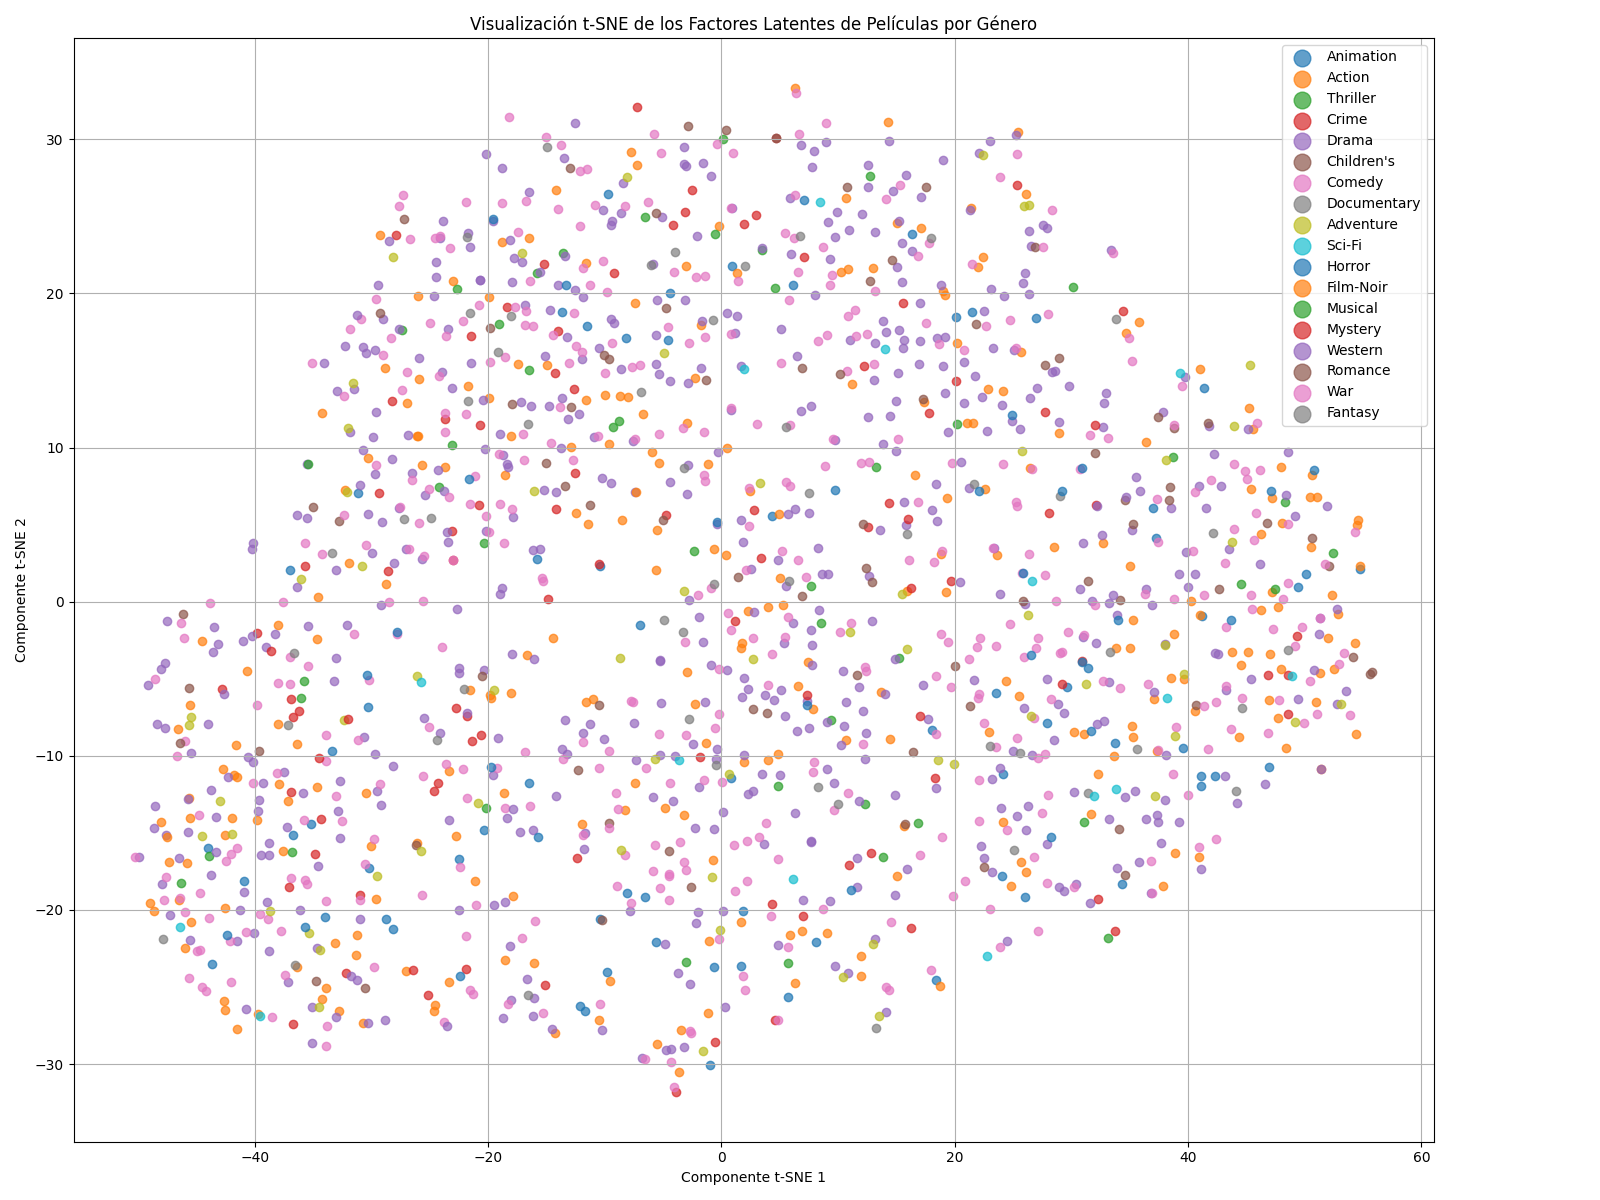 Visualización t-SNE de los Factores Latentes de Películas por Género
Animation
Action
Thriller
Crime
Drama
Children's
Comedy
Documentary
Adventure
Sci-Fi
Horror
Film-Noir
Musical
Mystery
Western
Romance
War
Fantasy
Componente t-SNE 2
30
20
10
0
−10
−20
−30
−40
−20
0
20
40
60
Componente t-SNE 1